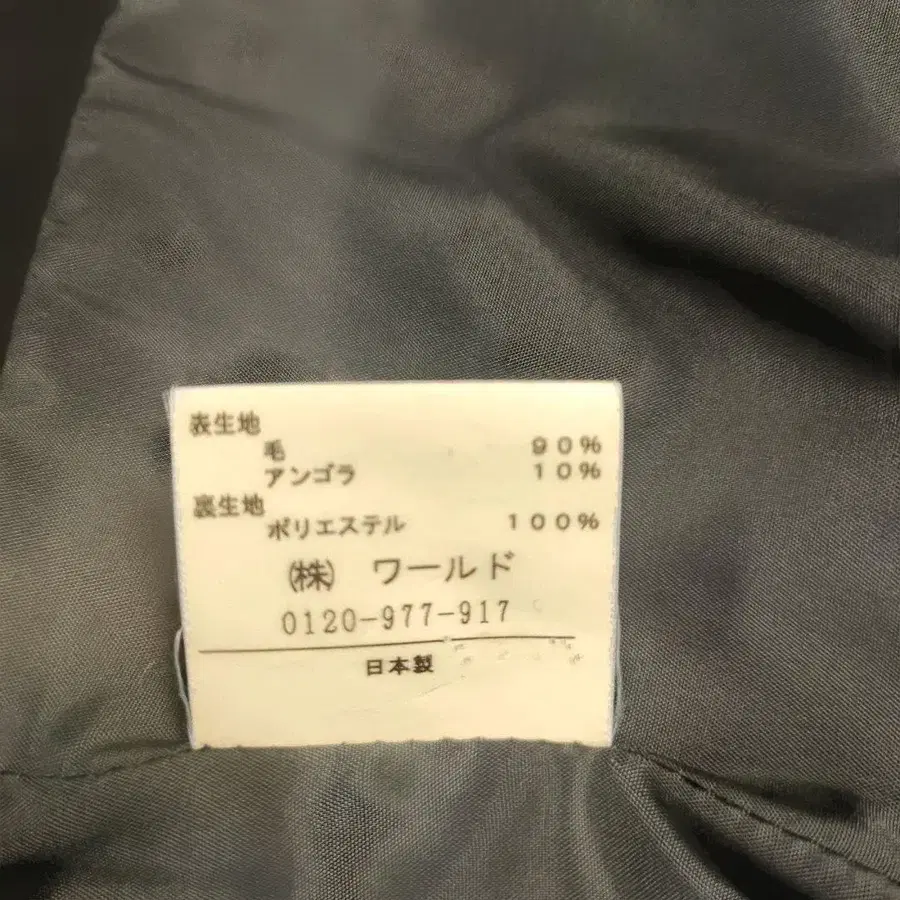 表生地
毛 90%
アンゴラ 10%
裏生地
ポリエステル 100%
㈱ ワールド
0120-977-917
日本製